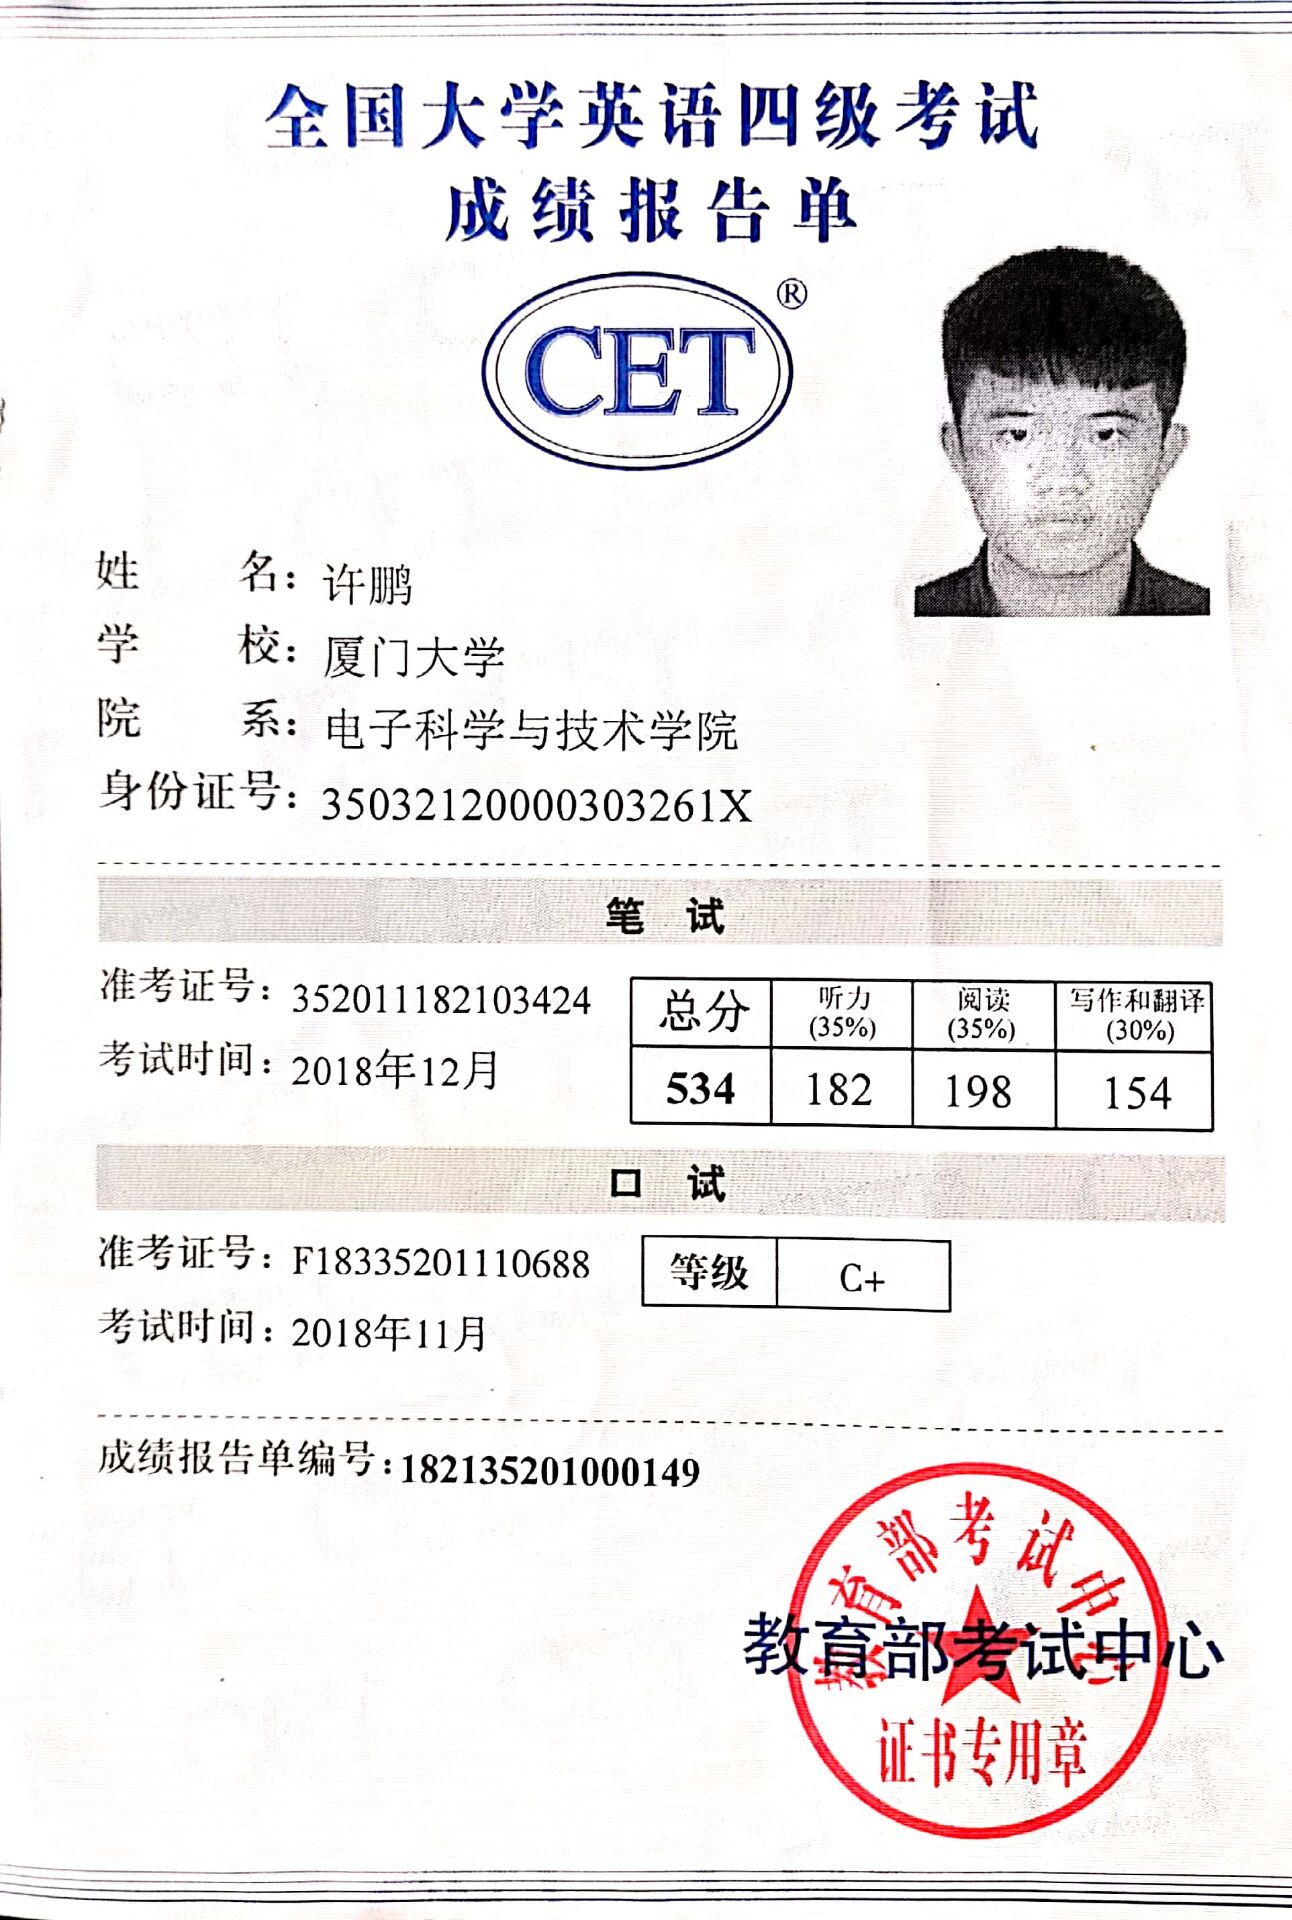 全国大学英语四级考试
成绩报告单
CET®
姓名：许鹏
学校：厦门大学
院系：电子科学与技术学院
身份证号：35032120000303261X
笔试
准考证号：352011182103424
考试时间：2018年12月
总分 听力(35%) 阅读(35%) 写作和翻译(30%)
534 182 198 154
口试
准考证号：F18335201110688
等级 C+
考试时间：2018年11月
成绩报告单编号:182135201000149
教育部考试中心
教育部考试中心
证书专用章